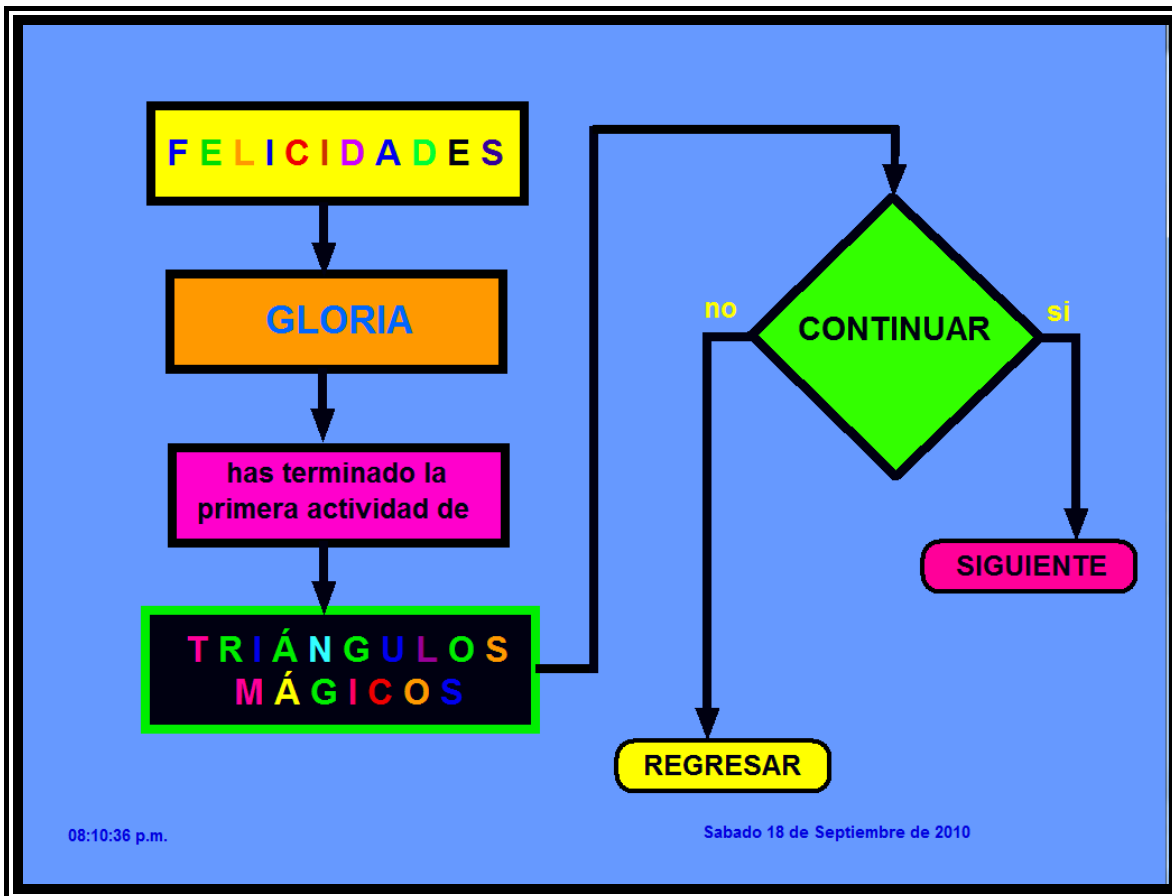 FELICIDADES
GLORIA
has terminado la
primera actividad de
TRIÁNGULOS
MÁGICOS
CONTINUAR
no
si
SIGUIENTE
REGRESAR
08:10:36 p.m.
Sabado 18 de Septiembre de 2010